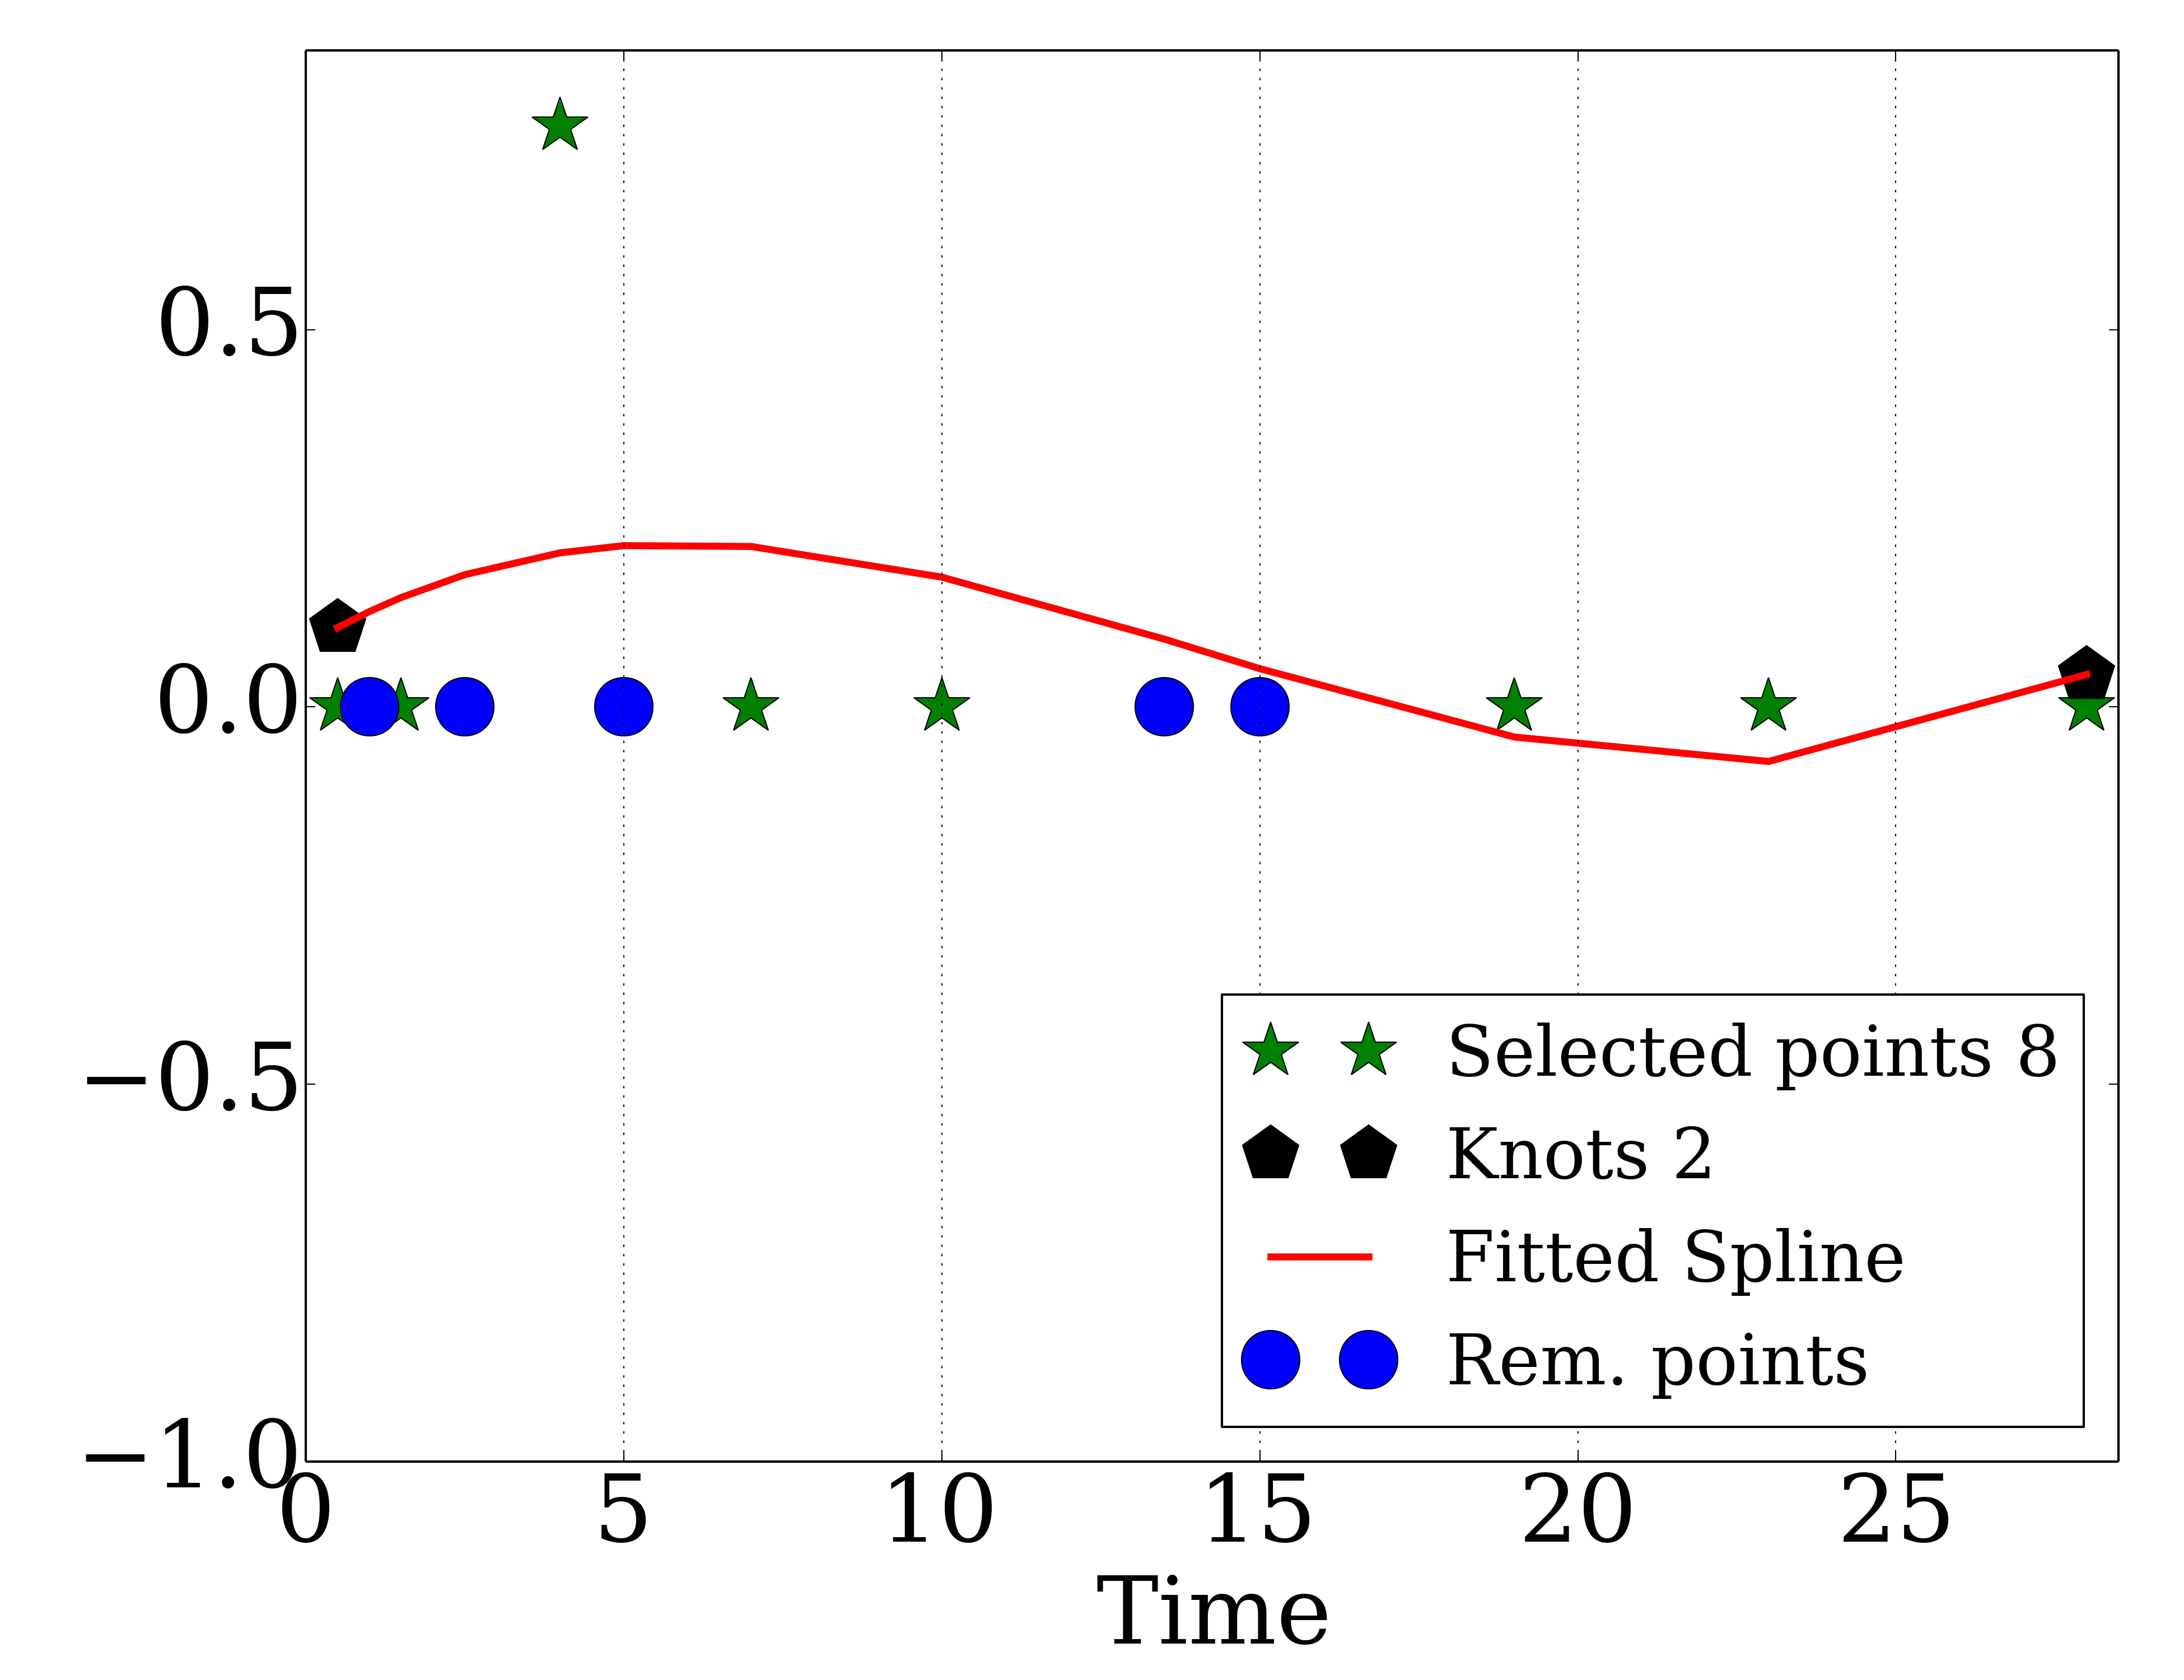 0.5
0.0
−0.5
−1.0
0 5 10 15 20 25
Time
Selected points 8
Knots 2
Fitted Spline
Rem. points